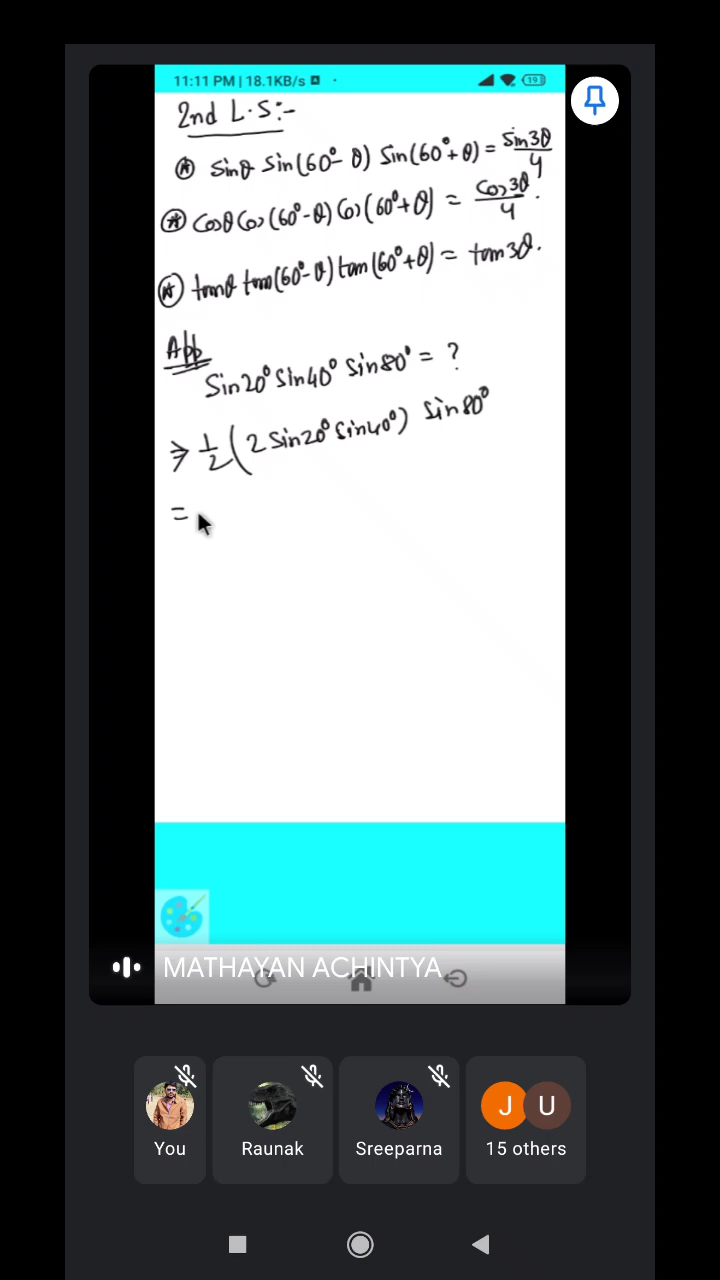 11:11 PM | 18.1KB/s
193
2nd L.S:-
sinθ sin(60°-θ) sin(60°+θ) = sin3θ/4
cosθ cos(60°-θ) cos(60°+θ) = cos3θ/4.
tanθ tan(60°-θ) tan(60°+θ) = tan3θ.
App
sin20° sin40° sin80° = ?
⇒ 1/2 (2 sin20° sin40°) sin80°
=
MATHAYAN ACHINTYA
J U
You Raunak Sreeparna 15 others